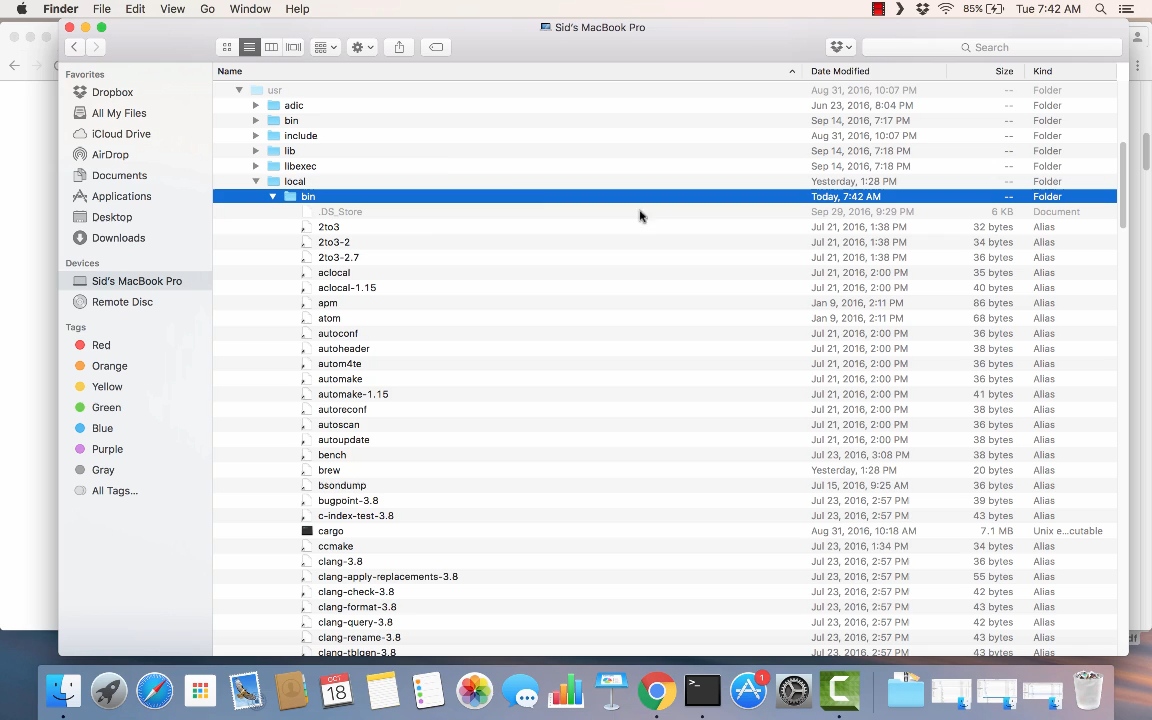 Finder File Edit View Go Window Help 85% Tue 7:42 AM
Sid's MacBook Pro
Search
Favorites
Dropbox
All My Files
iCloud Drive
AirDrop
Documents
Applications
Desktop
Downloads
Devices
Sid's MacBook Pro
Remote Disc
Tags
Red
Orange
Yellow
Green
Blue
Purple
Gray
All Tags...
Name Date Modified Size Kind
usr Aug 31, 2016, 10:07 PM -- Folder
adic Jun 23, 2016, 8:04 PM -- Folder
bin Sep 14, 2016, 7:17 PM -- Folder
include Aug 31, 2016, 10:07 PM -- Folder
lib Sep 14, 2016, 7:18 PM -- Folder
libexec Sep 14, 2016, 7:18 PM -- Folder
local Yesterday, 1:28 PM -- Folder
bin Today, 7:42 AM -- Folder
.DS_Store Sep 29, 2016, 9:29 PM 6 KB Document
2to3 Jul 21, 2016, 1:38 PM 32 bytes Alias
2to3-2 Jul 21, 2016, 1:38 PM 34 bytes Alias
2to3-2.7 Jul 21, 2016, 1:38 PM 36 bytes Alias
aclocal Jul 21, 2016, 2:00 PM 35 bytes Alias
aclocal-1.15 Jul 21, 2016, 2:00 PM 40 bytes Alias
apm Jan 9, 2016, 2:11 PM 86 bytes Alias
atom Jan 9, 2016, 2:11 PM 68 bytes Alias
autoconf Jul 21, 2016, 2:00 PM 36 bytes Alias
autoheader Jul 21, 2016, 2:00 PM 38 bytes Alias
autom4te Jul 21, 2016, 2:00 PM 36 bytes Alias
automake Jul 21, 2016, 2:00 PM 36 bytes Alias
automake-1.15 Jul 21, 2016, 2:00 PM 41 bytes Alias
autoreconf Jul 21, 2016, 2:00 PM 38 bytes Alias
autoscan Jul 21, 2016, 2:00 PM 36 bytes Alias
autoupdate Jul 21, 2016, 2:00 PM 38 bytes Alias
bench Jul 23, 2016, 3:08 PM 38 bytes Alias
brew Yesterday, 1:28 PM 20 bytes Alias
bsondump Jul 15, 2016, 9:25 AM 36 bytes Alias
bugpoint-3.8 Jul 23, 2016, 2:57 PM 39 bytes Alias
c-index-test-3.8 Jul 23, 2016, 2:57 PM 43 bytes Alias
cargo Aug 31, 2016, 10:18 AM 7.1 MB Unix e...cutable
ccmake Jul 23, 2016, 1:34 PM 34 bytes Alias
clang-3.8 Jul 23, 2016, 2:57 PM 36 bytes Alias
clang-apply-replacements-3.8 Jul 23, 2016, 2:57 PM 55 bytes Alias
clang-check-3.8 Jul 23, 2016, 2:57 PM 42 bytes Alias
clang-format-3.8 Jul 23, 2016, 2:57 PM 43 bytes Alias
clang-query-3.8 Jul 23, 2016, 2:57 PM 42 bytes Alias
clang-rename-3.8 Jul 23, 2016, 2:57 PM 43 bytes Alias
clang-tblgen-3.8 Jul 23, 2016, 2:57 PM 43 bytes Alias
OCT
18
1
>_